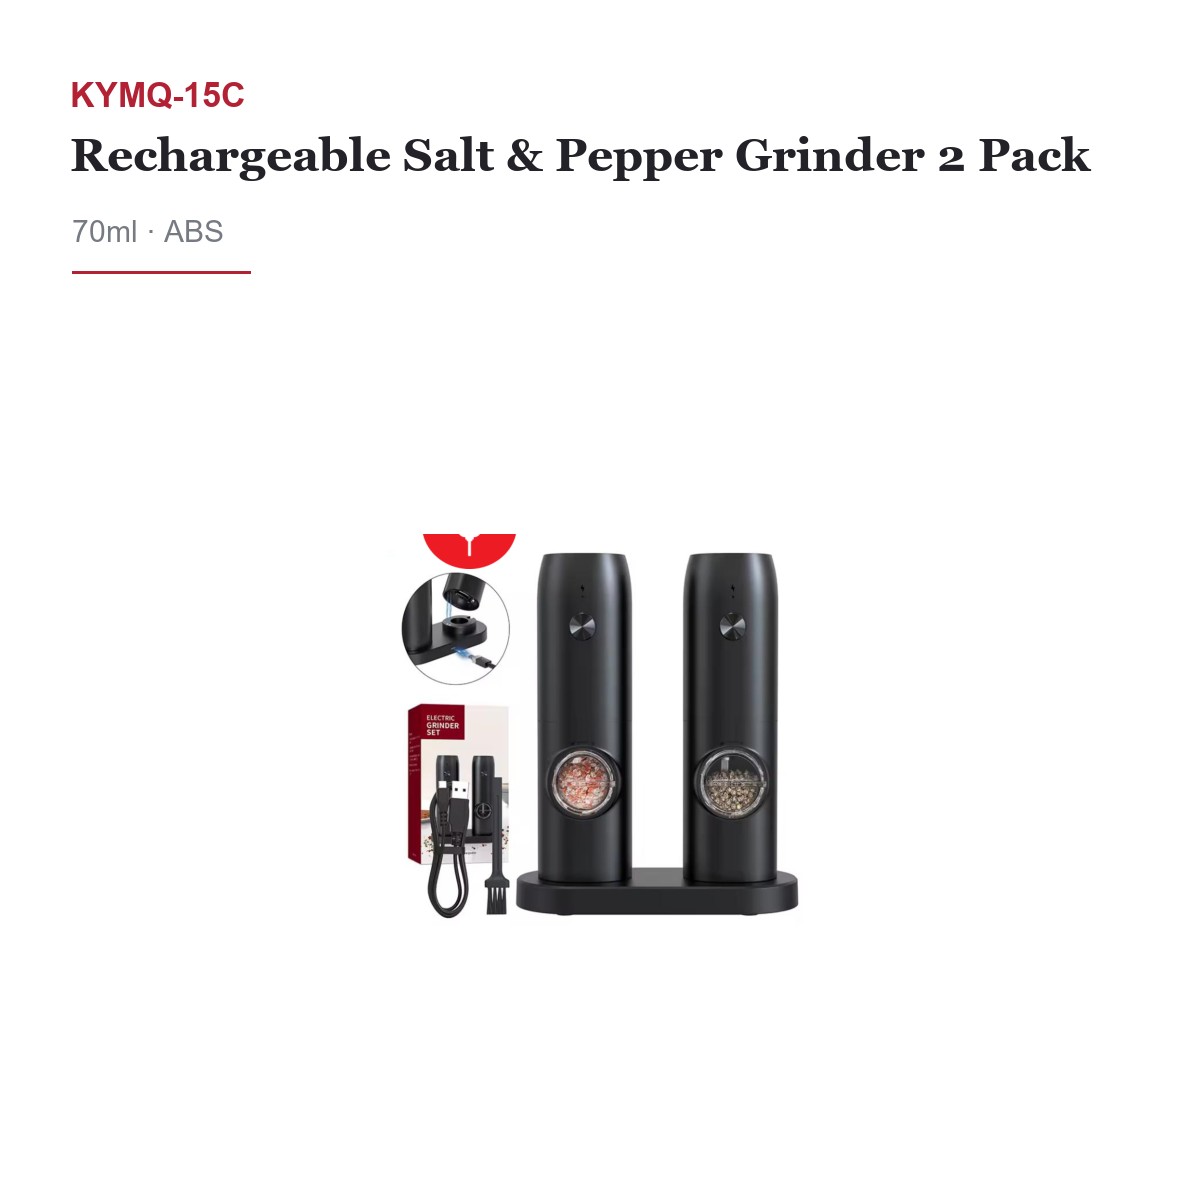 KYMQ-15C
Rechargeable Salt & Pepper Grinder 2 Pack
70ml · ABS
ELECTRIC
GRINDER
SET